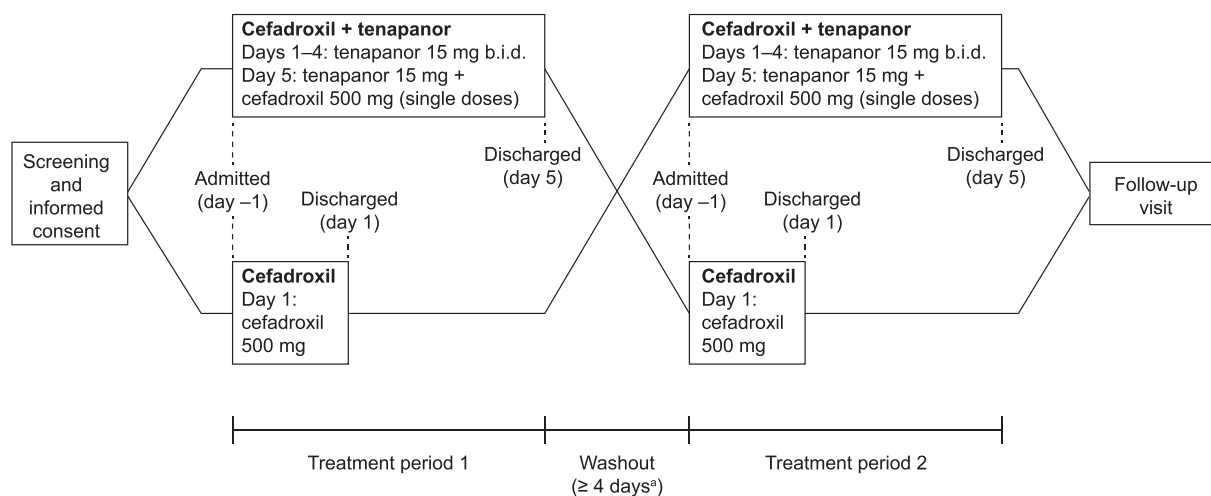 Cefadroxil + tenapanor
Days 1–4: tenapanor 15 mg b.i.d.
Day 5: tenapanor 15 mg +
cefadroxil 500 mg (single doses)
Cefadroxil + tenapanor
Days 1–4: tenapanor 15 mg b.i.d.
Day 5: tenapanor 15 mg +
cefadroxil 500 mg (single doses)
Screening
and
informed
consent
Admitted
(day –1)
Discharged
(day 1)
Discharged
(day 5)
Admitted
(day –1)
Discharged
(day 1)
Discharged
(day 5)
Follow-up
visit
Cefadroxil
Day 1:
cefadroxil
500 mg
Cefadroxil
Day 1:
cefadroxil
500 mg
Treatment period 1
Washout
(≥ 4 daysᵃ)
Treatment period 2